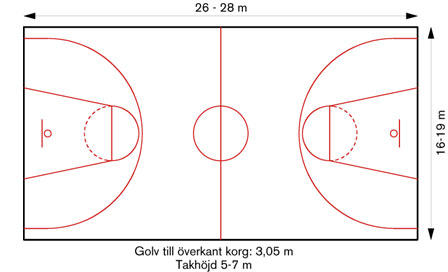 26 - 28 m
16-19 m
Golv till överkant korg: 3,05 m
Takhöjd 5-7 m